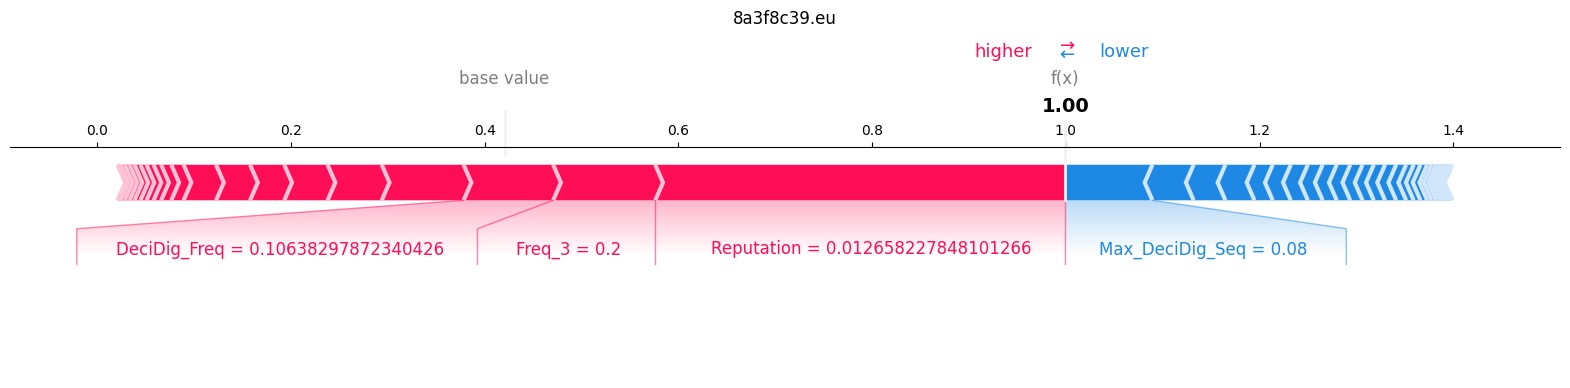 8a3f8c39.eu
higher ⇄ lower
base value f(x)
1.00
0.0 0.2 0.4 0.6 0.8 1 0 1.2 1.4
DeciDig_Freq = 0.10638297872340426 Freq_3 = 0.2 Reputation = 0.012658227848101266 Max_DeciDig_Seq = 0.08